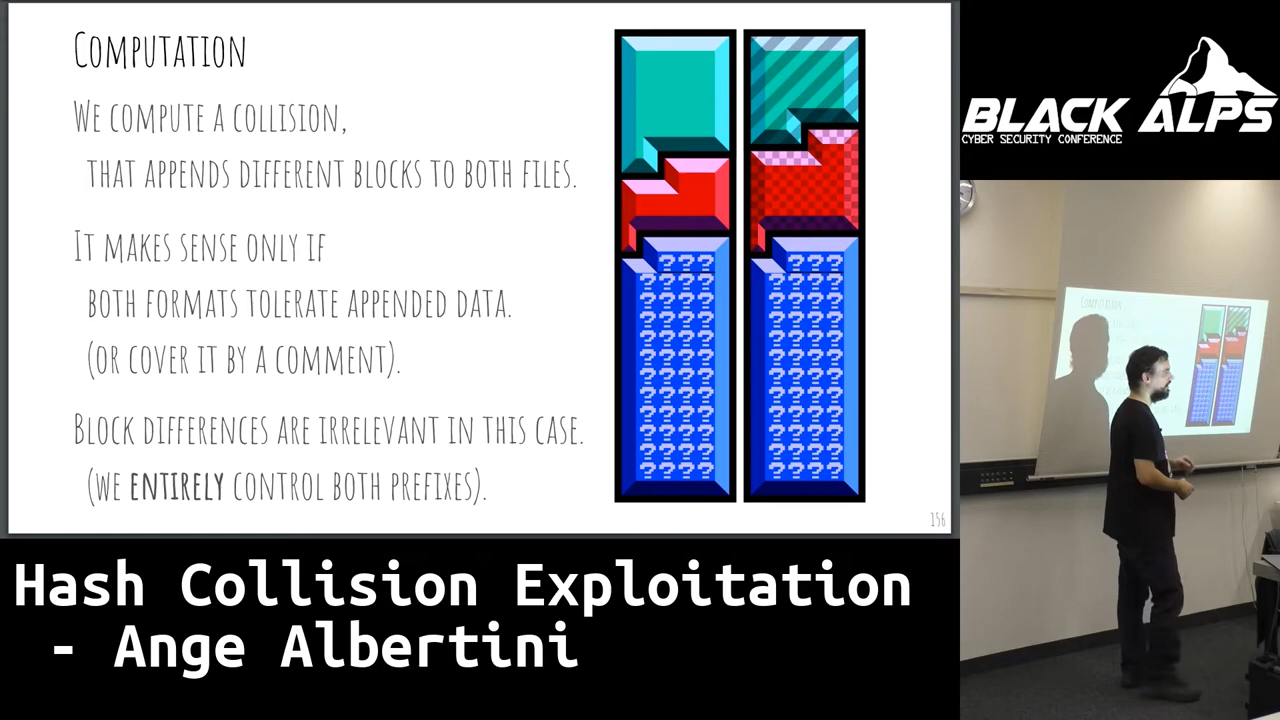 Computation
We compute a collision,
that appends different blocks to both files.
It makes sense only if
both formats tolerate appended data.
(or cover it by a comment).
Block differences are irrelevant in this case.
(we entirely control both prefixes).
? ? ? ? ? ?
? ? ? ? ? ? ? ?
? ? ? ? ? ? ? ?
? ? ? ? ? ? ? ?
? ? ? ? ? ? ? ?
? ? ? ? ? ? ? ?
? ? ? ? ? ? ? ?
? ? ? ? ? ? ? ?
? ? ? ? ? ? ? ?
? ? ? ? ? ? ? ?
? ? ? ? ? ? ? ?
? ? ? ? ? ? ? ?
156
BLACK ALPS
CYBER SECURITY CONFERENCE
Computation
Hash Collision Exploitation
- Ange Albertini